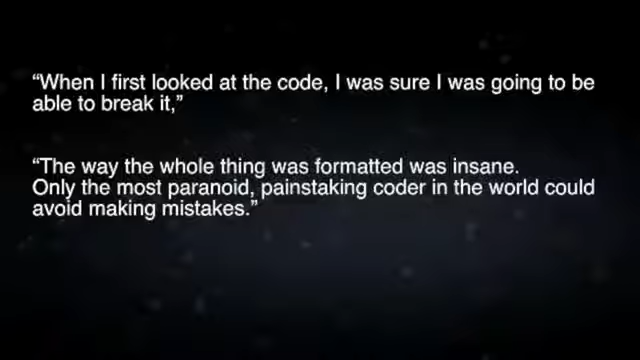 “When I first looked at the code, I was sure I was going to be
able to break it,”
“The way the whole thing was formatted was insane.
Only the most paranoid, painstaking coder in the world could
avoid making mistakes.”